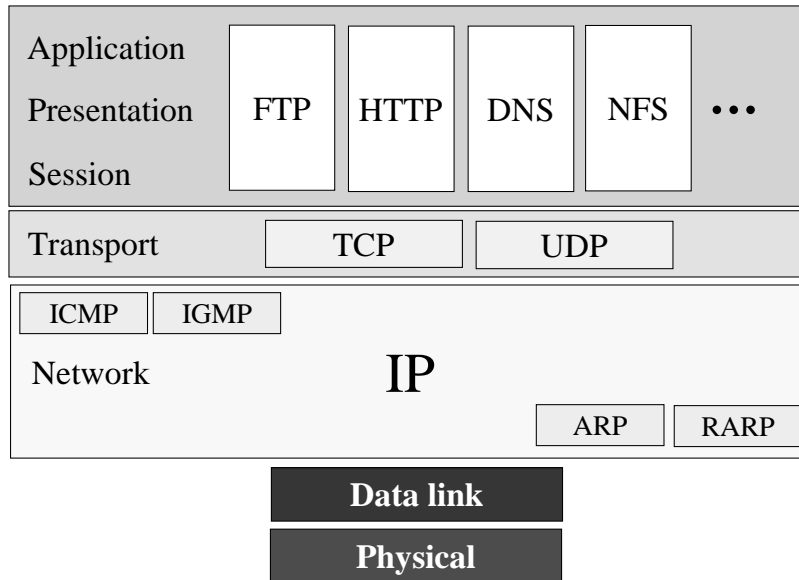 Application
Presentation
Session
FTP
HTTP
DNS
NFS
...
Transport
TCP
UDP
ICMP
IGMP
Network
IP
ARP
RARP
Data link
Physical